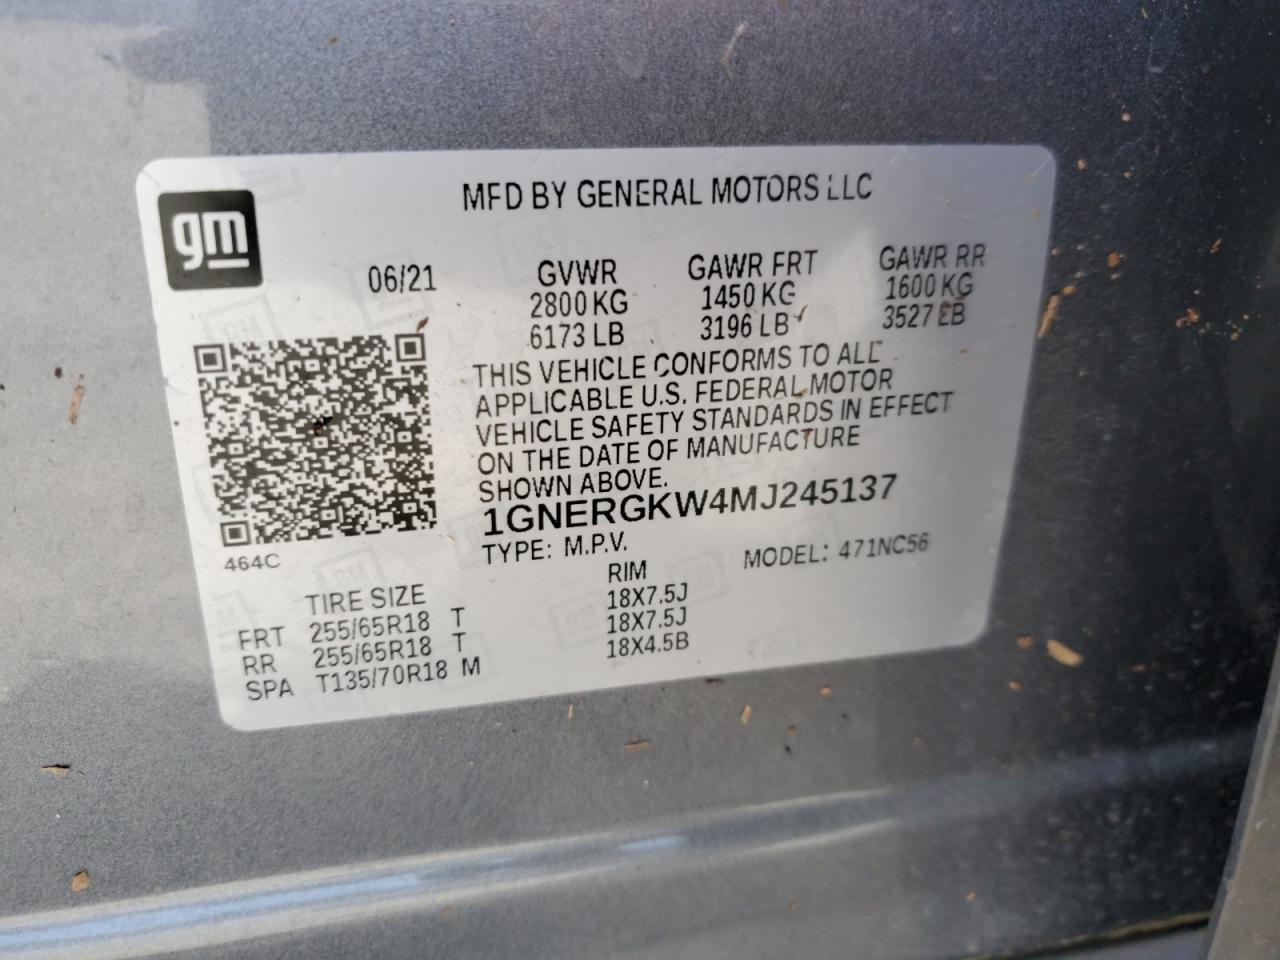 gm
MFD BY GENERAL MOTORS LLC
06/21 GVWR GAWR FRT GAWR RR
2800 KG 1450 KG 1600 KG
6173 LB 3196 LB 3527 LB
THIS VEHICLE CONFORMS TO ALL
APPLICABLE U.S. FEDERAL MOTOR
VEHICLE SAFETY STANDARDS IN EFFECT
ON THE DATE OF MANUFACTURE
SHOWN ABOVE.
1GNERGKW4MJ245137
TYPE: M.P.V. MODEL: 471NC56
464C
TIRE SIZE RIM
FRT 255/65R18 T 18X7.5J
RR 255/65R18 T 18X7.5J
SPA T135/70R18 M 18X4.5B